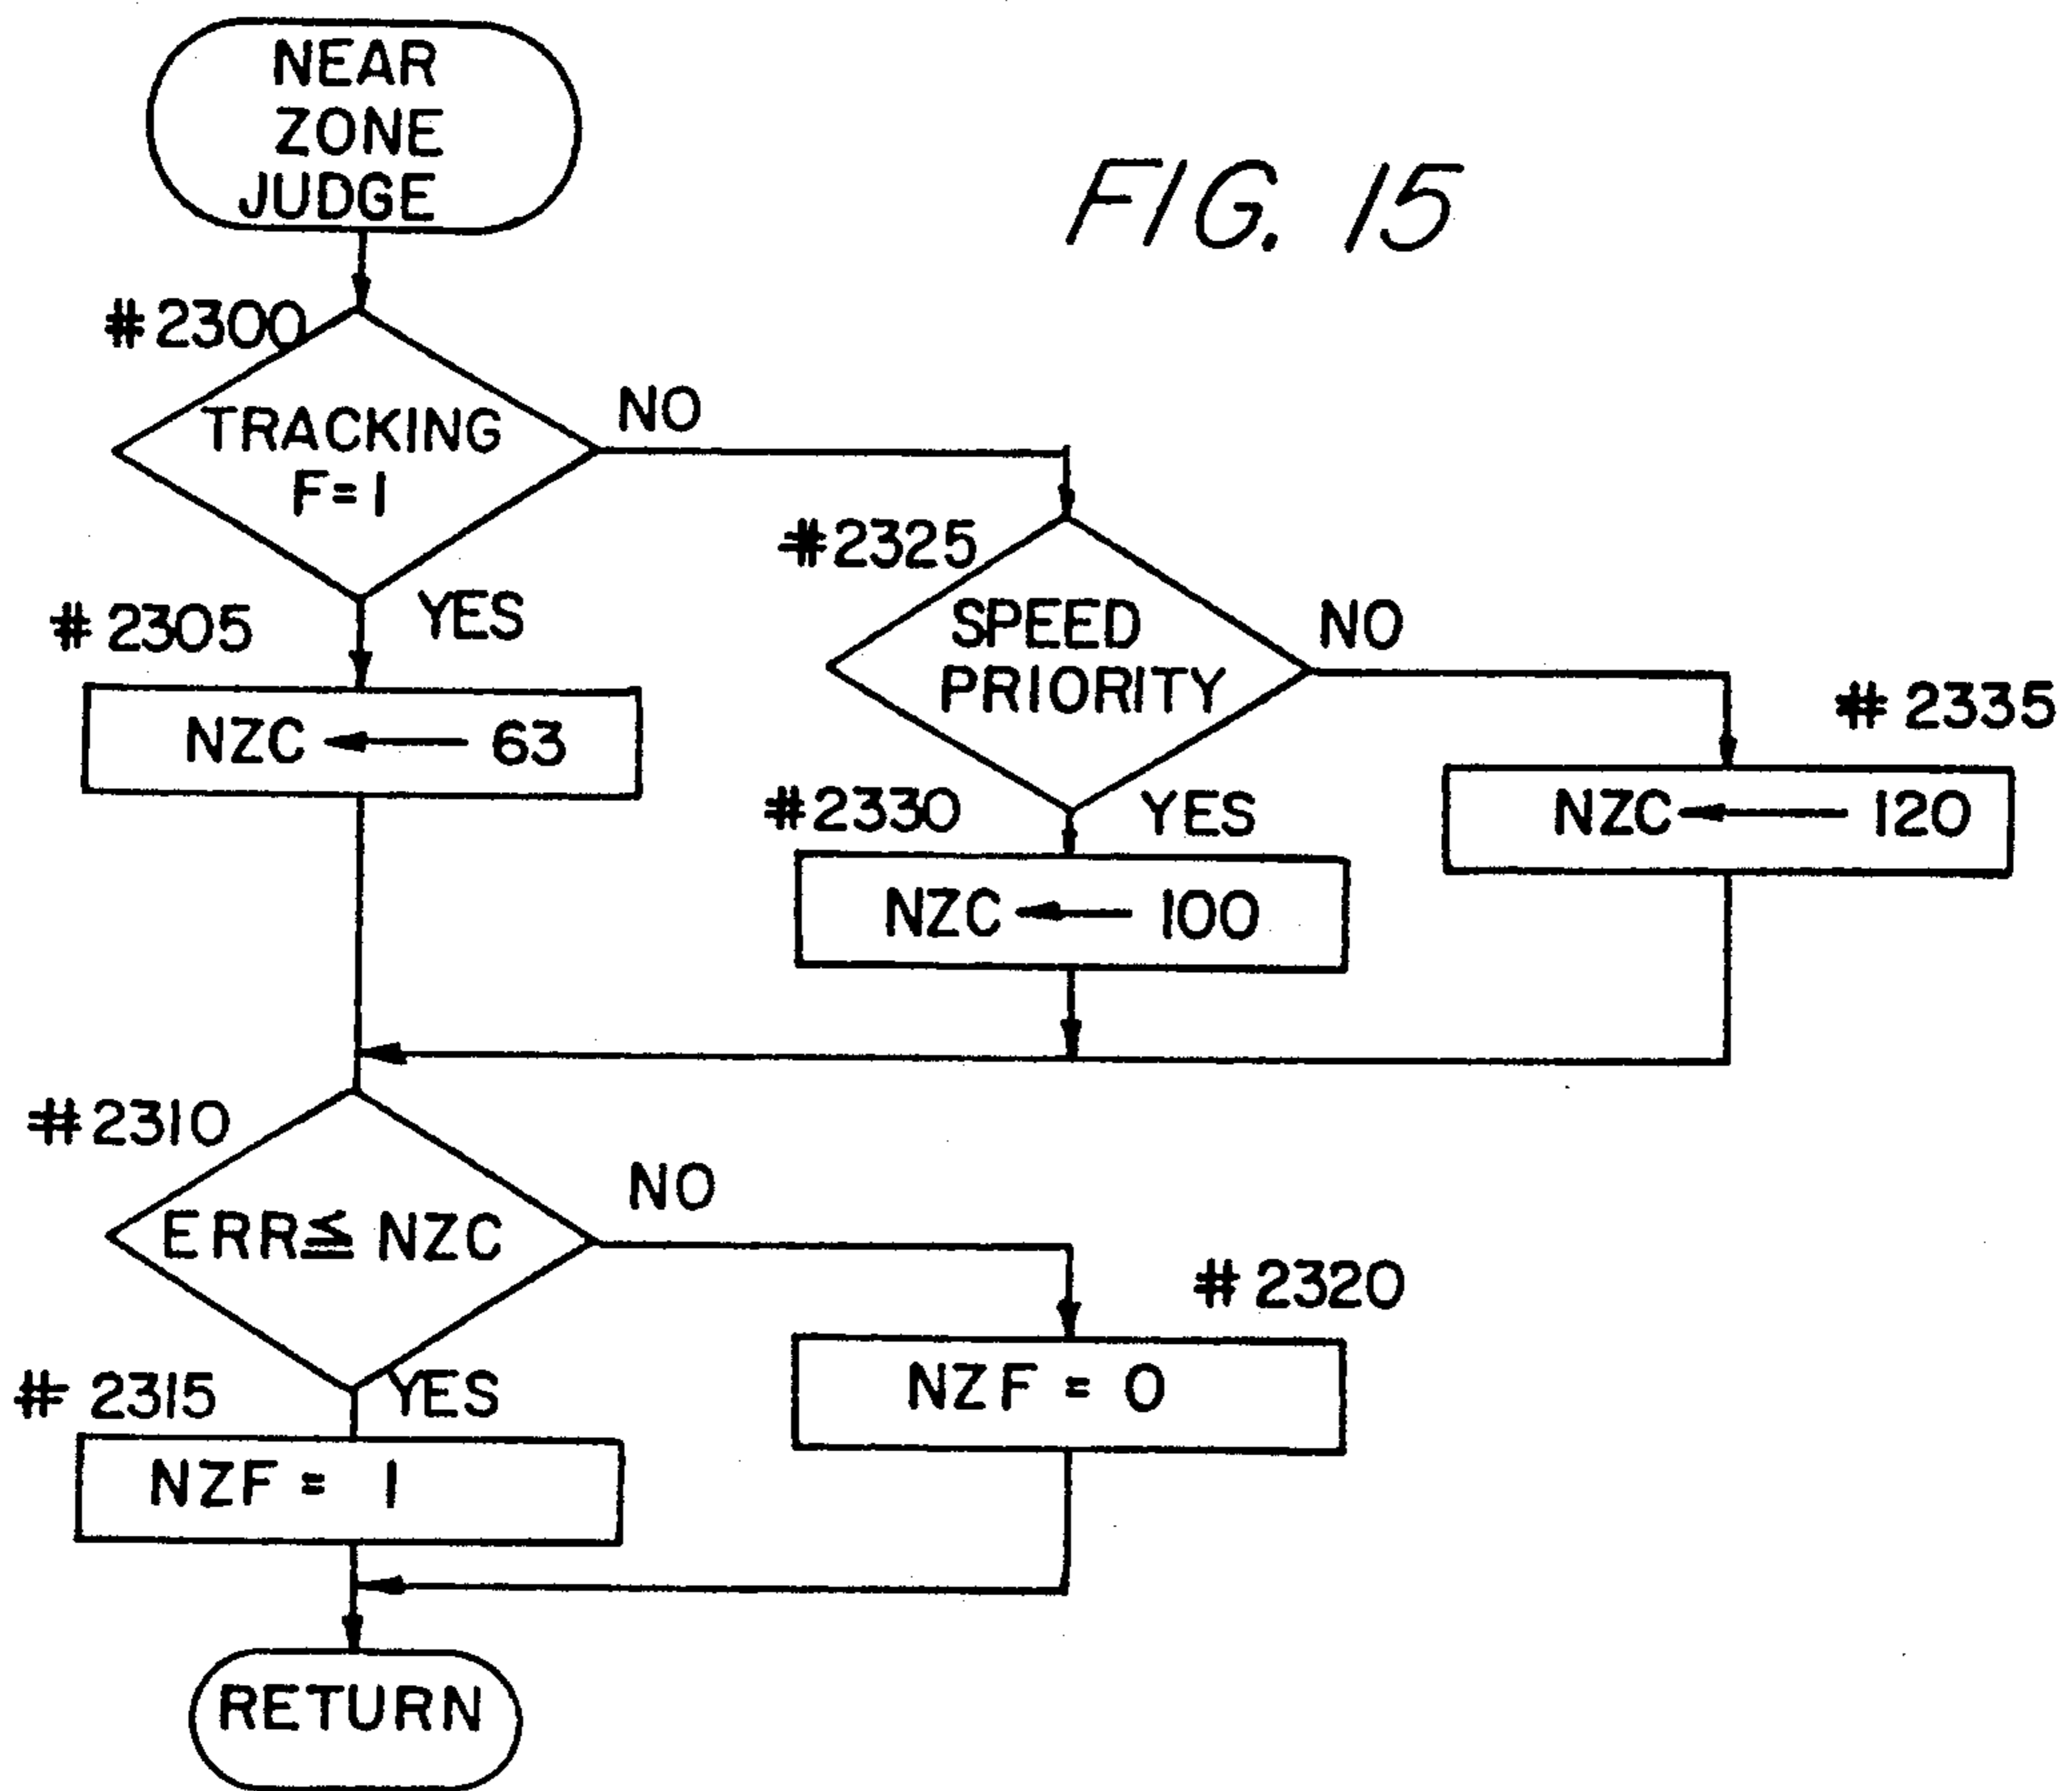 NEAR
ZONE
JUDGE
FIG. 15
#2300
TRACKING
F=1
NO
YES
#2305
NZC ← 63
#2325
SPEED
PRIORITY
NO
YES
#2335
NZC ← 120
#2330
NZC ← 100
#2310
ERR≦ NZC
NO
YES
#2320
NZF = 0
# 2315
NZF = 1
RETURN